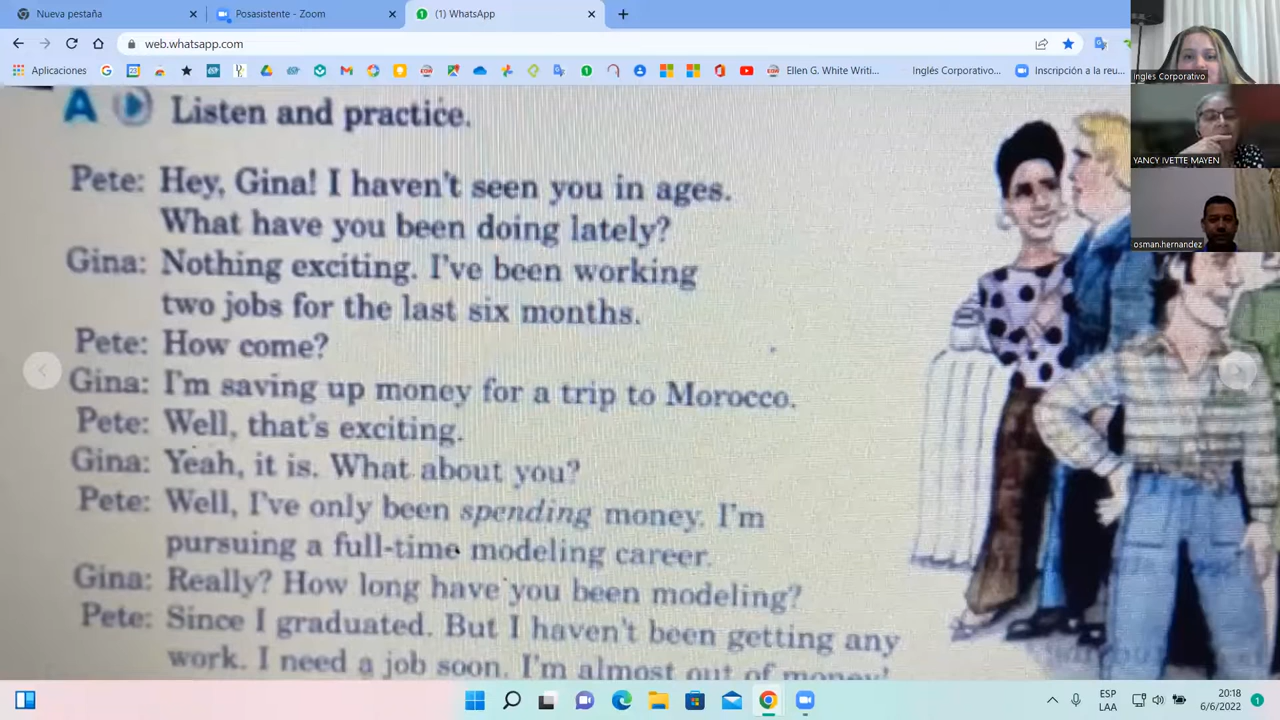 Nueva pestaña
Posasistente - Zoom
(1) WhatsApp
web.whatsapp.com
Aplicaciones
Ellen G. White Writi...
Inglés Corporativo...
Inscripción a la reu...
Ingles Corporativo
YANCY IVETTE MAYEN
osman.hernandez
A Listen and practice.
Pete: Hey, Gina! I haven't seen you in ages.
What have you been doing lately?
Gina: Nothing exciting. I've been working
two jobs for the last six months.
Pete: How come?
Gina: I'm saving up money for a trip to Morocco.
Pete: Well, that's exciting.
Gina: Yeah, it is. What about you?
Pete: Well, I've only been spending money. I'm
pursuing a full-time modeling career.
Gina: Really? How long have you been modeling?
Pete: Since I graduated. But I haven't been getting any
work. I need a job soon. I'm almost out of money!
ESP
LAA
20:18
6/6/2022